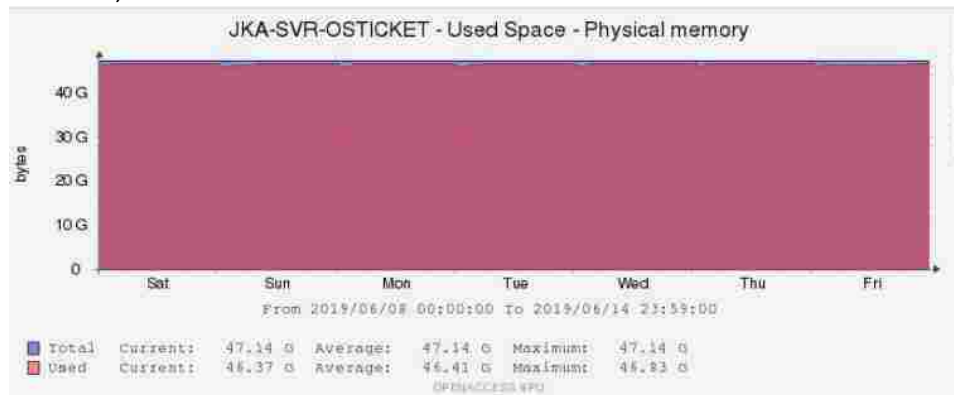 JKA-SVR-OSTICKET - Used Space - Physical memory
bytes
40 G
30 G
20 G
10 G
0
Sat Sun Mon Tue Wed Thu Fri
From 2019/06/08 00:00:00 To 2019/06/14 23:59:00
Total Current: 47.14 G Average: 47.14 G Maximum: 47.14 G
Used Current: 46.37 G Average: 46.41 G Maximum: 46.83 G